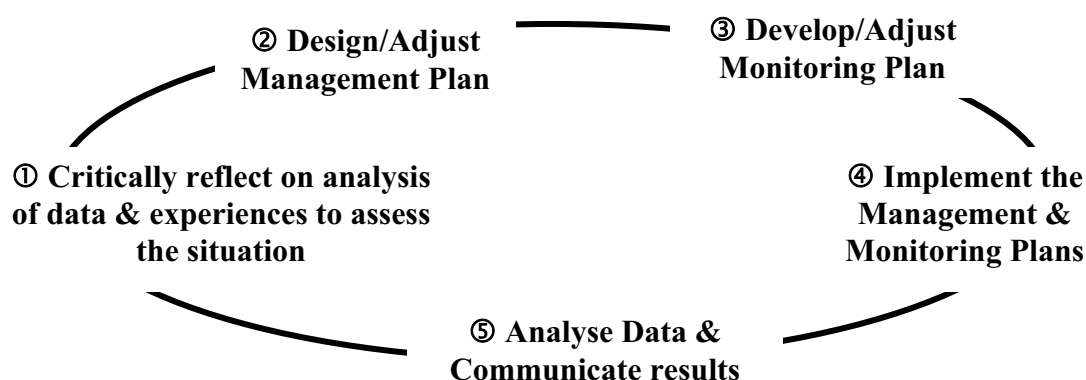 ② Design/Adjust
Management Plan
③ Develop/Adjust
Monitoring Plan
① Critically reflect on analysis
of data & experiences to assess
the situation
④ Implement the
Management &
Monitoring Plans
⑤ Analyse Data &
Communicate results